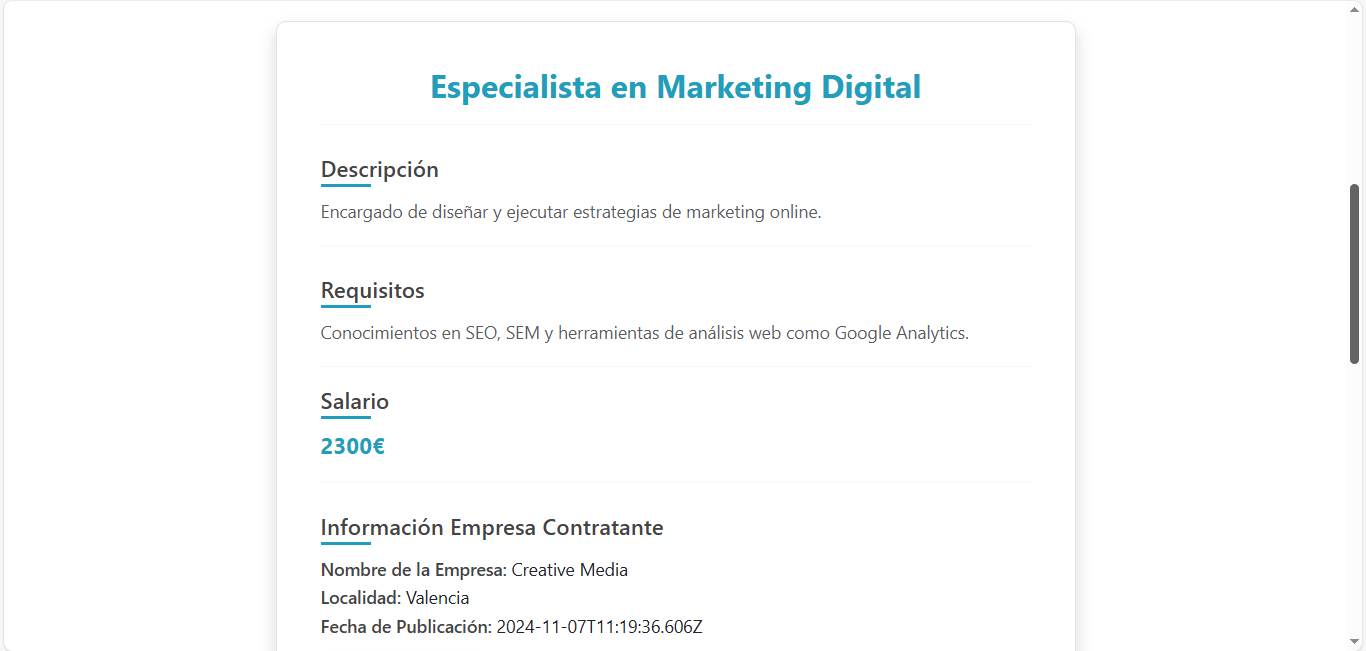 Especialista en Marketing Digital
Descripción
Encargado de diseñar y ejecutar estrategias de marketing online.
Requisitos
Conocimientos en SEO, SEM y herramientas de análisis web como Google Analytics.
Salario
2300€
Información Empresa Contratante
Nombre de la Empresa: Creative Media
Localidad: Valencia
Fecha de Publicación: 2024-11-07T11:19:36.606Z